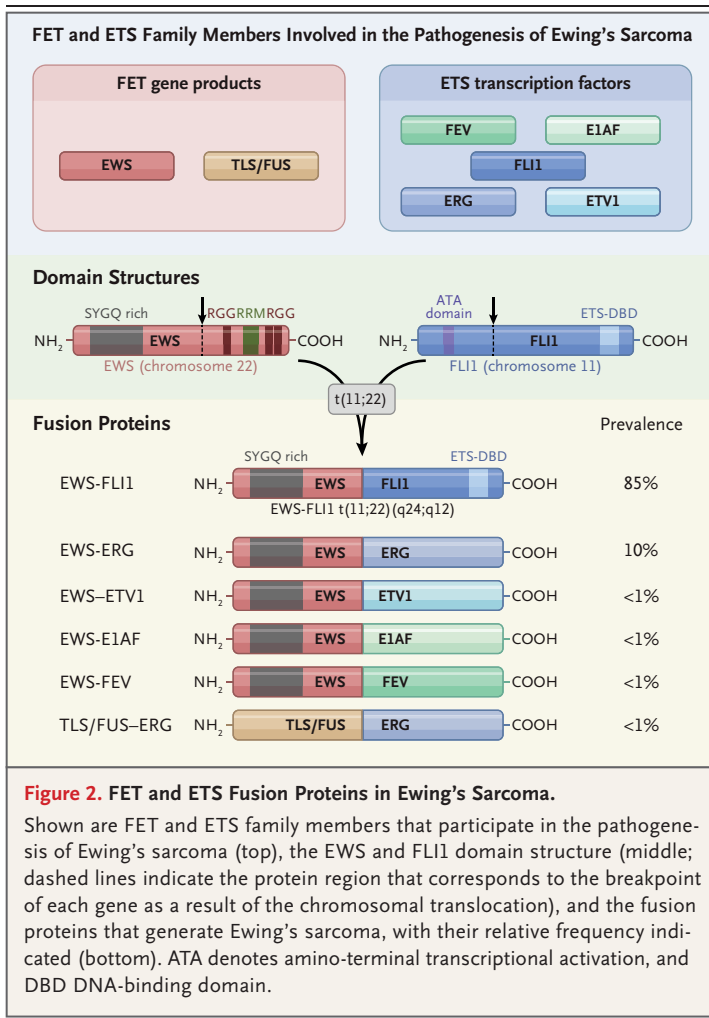 FET and ETS Family Members Involved in the Pathogenesis of Ewing's Sarcoma
FET gene products
ETS transcription factors
FEV
E1AF
EWS
TLS/FUS
FLI1
ERG
ETV1
Domain Structures
SYGQ rich
RGG RRM RGG
ATA
domain
ETS-DBD
NH2
EWS
COOH
NH2
FLI1
COOH
EWS (chromosome 22)
FLI1 (chromosome 11)
t(11;22)
Fusion Proteins
Prevalence
SYGQ rich
ETS-DBD
EWS-FLI1
NH2
EWS
FLI1
COOH
85%
EWS-FLI1 t(11;22)(q24;q12)
EWS-ERG
NH2
EWS
ERG
COOH
10%
EWS–ETV1
NH2
EWS
ETV1
COOH
<1%
EWS-E1AF
NH2
EWS
E1AF
COOH
<1%
EWS-FEV
NH2
EWS
FEV
COOH
<1%
TLS/FUS–ERG
NH2
TLS/FUS
ERG
COOH
<1%
Figure 2. FET and ETS Fusion Proteins in Ewing's Sarcoma.
Shown are FET and ETS family members that participate in the pathogene-
sis of Ewing's sarcoma (top), the EWS and FLI1 domain structure (middle;
dashed lines indicate the protein region that corresponds to the breakpoint
of each gene as a result of the chromosomal translocation), and the fusion
proteins that generate Ewing's sarcoma, with their relative frequency indi-
cated (bottom). ATA denotes amino-terminal transcriptional activation, and
DBD DNA-binding domain.